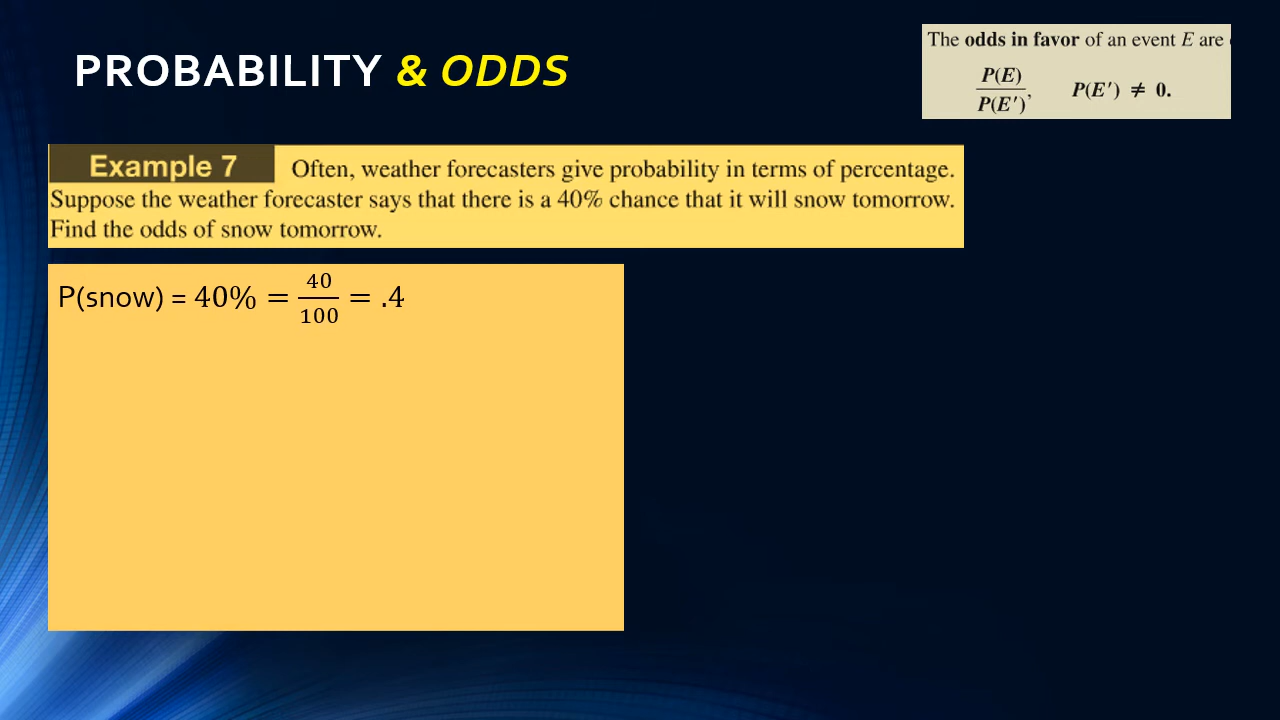 PROBABILITY & ODDS
The odds in favor of an event E are
P(E)
P(E′), P(E′) ≠ 0.
Example 7 Often, weather forecasters give probability in terms of percentage.
Suppose the weather forecaster says that there is a 40% chance that it will snow tomorrow.
Find the odds of snow tomorrow.
P(snow) = 40% = 40/100 = .4